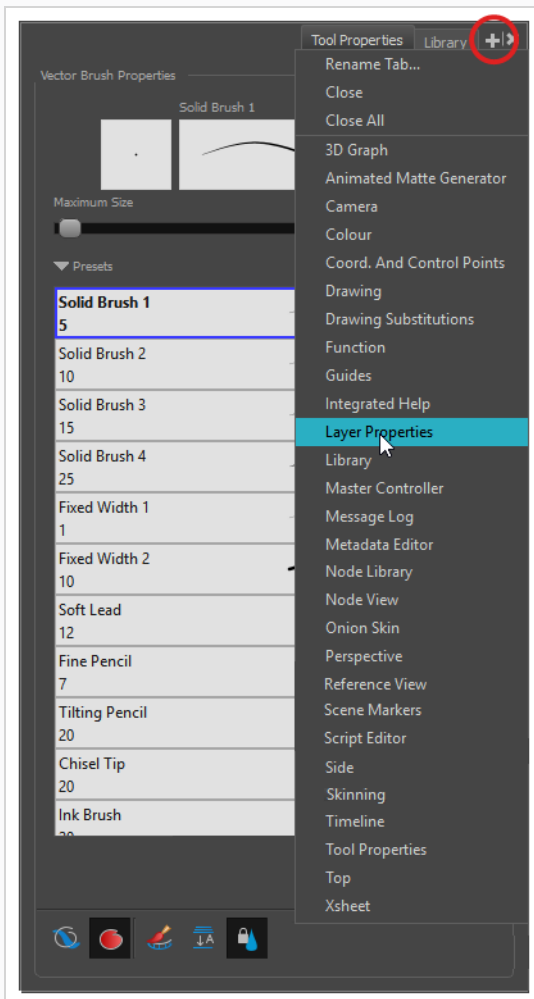 Tool Properties Library
Rename Tab...
Vector Brush Properties
Close
Solid Brush 1
Close All
3D Graph
Animated Matte Generator
Camera
Maximum Size
Colour
Coord. And Control Points
Presets
Drawing
Solid Brush 1
5
Drawing Substitutions
Function
Solid Brush 2
10
Guides
Integrated Help
Solid Brush 3
15
Layer Properties
Solid Brush 4
25
Library
Master Controller
Fixed Width 1
1
Message Log
Metadata Editor
Fixed Width 2
10
Node Library
Node View
Soft Lead
12
Onion Skin
Perspective
Fine Pencil
7
Reference View
Scene Markers
Tilting Pencil
20
Script Editor
Side
Chisel Tip
20
Skinning
Timeline
Ink Brush
Tool Properties
Top
Xsheet